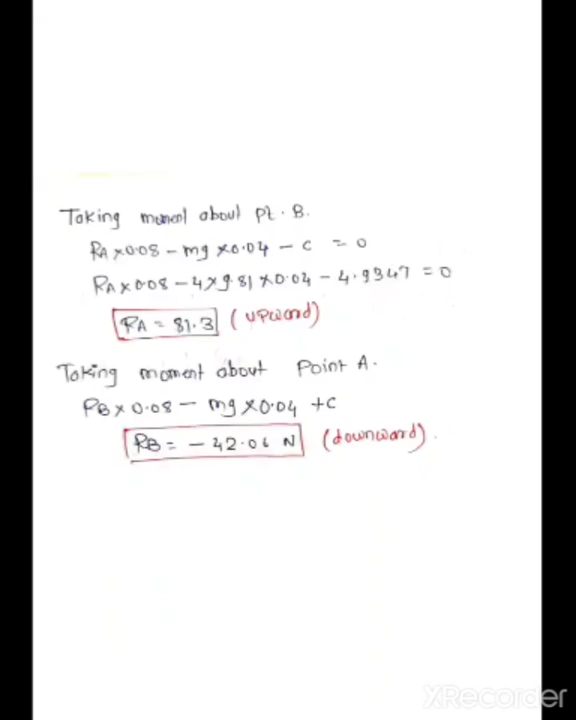 Taking moment about Pt. B.
RA×0.08 - mg×0.04 - C = 0
RA×0.08 - 4×9.81×0.04 - 4.9347 = 0
RA = 81.3 (upward)
Taking moment about Point A.
RB×0.08 - mg×0.04 +C
RB = - 42.06 N (downward).
XRecorder